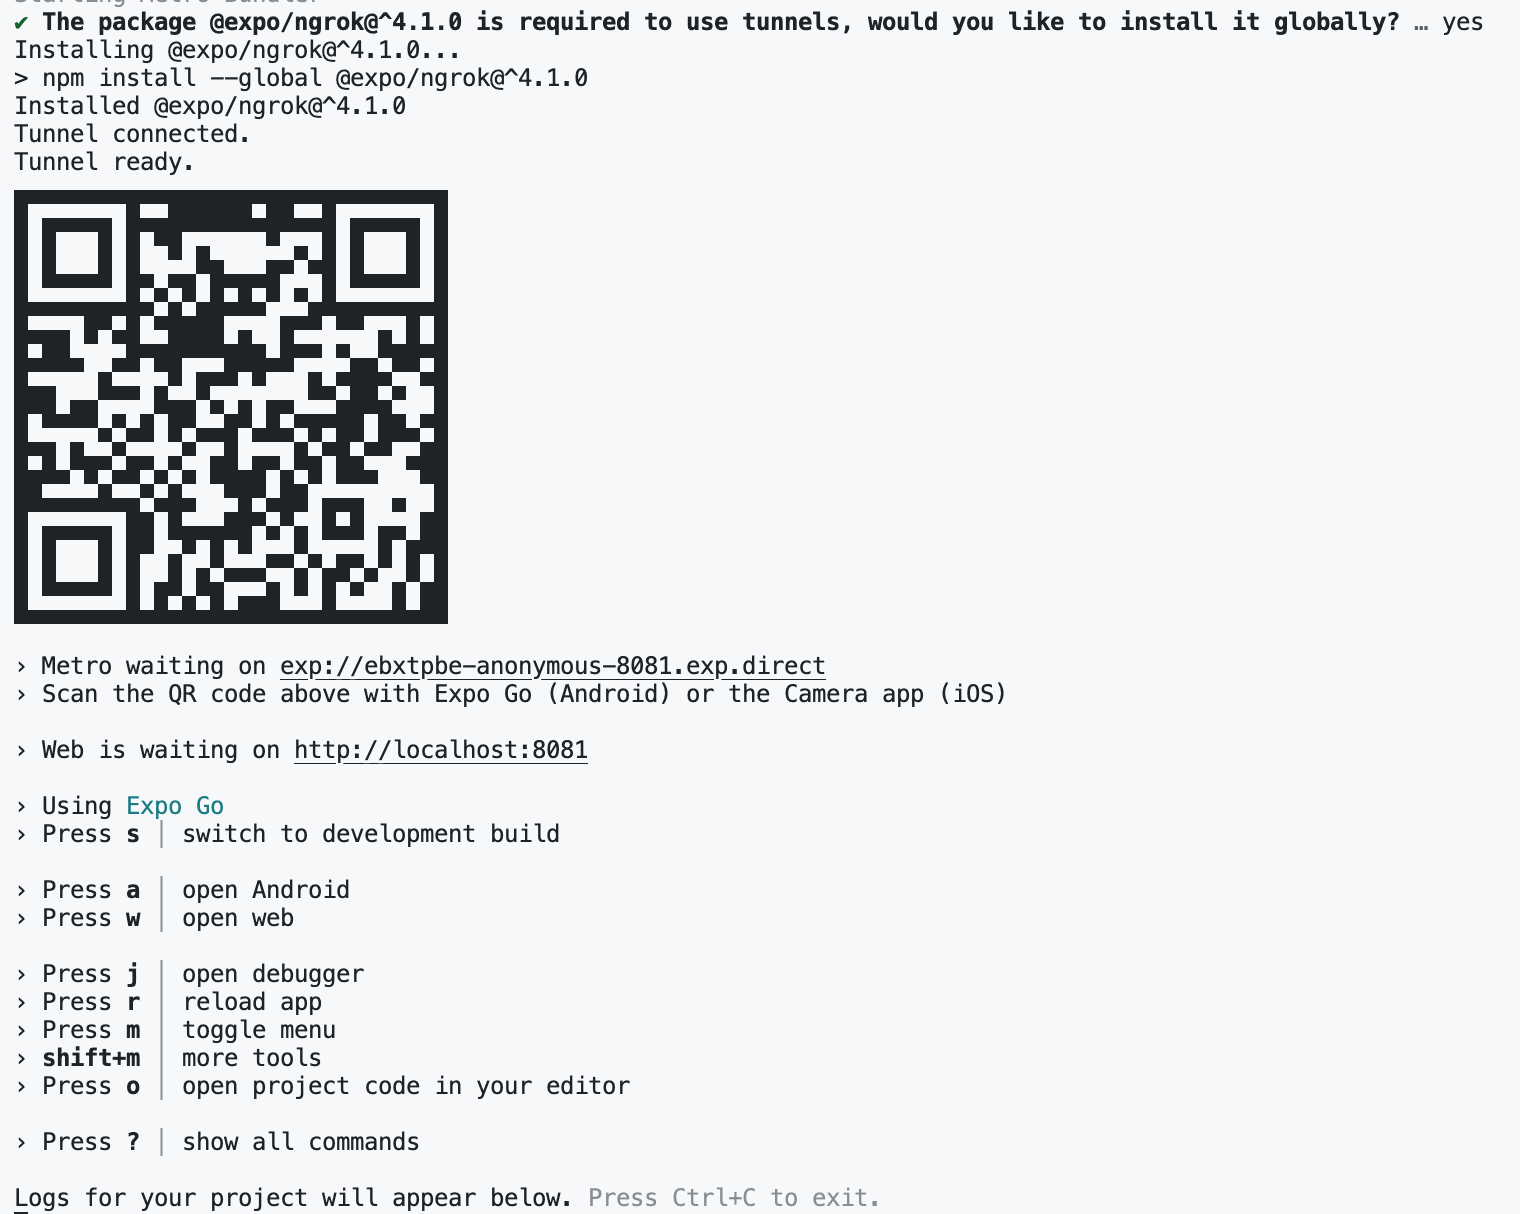 Starting Metro Bundler
✔ The package @expo/ngrok@^4.1.0 is required to use tunnels, would you like to install it globally? … yes
Installing @expo/ngrok@^4.1.0...
> npm install --global @expo/ngrok@^4.1.0
Installed @expo/ngrok@^4.1.0
Tunnel connected.
Tunnel ready.
› Metro waiting on exp://ebxtpbe-anonymous-8081.exp.direct
› Scan the QR code above with Expo Go (Android) or the Camera app (iOS)
› Web is waiting on http://localhost:8081
› Using Expo Go
› Press s │ switch to development build
› Press a │ open Android
› Press w │ open web
› Press j │ open debugger
› Press r │ reload app
› Press m │ toggle menu
› shift+m │ more tools
› Press o │ open project code in your editor
› Press ? │ show all commands
Logs for your project will appear below. Press Ctrl+C to exit.